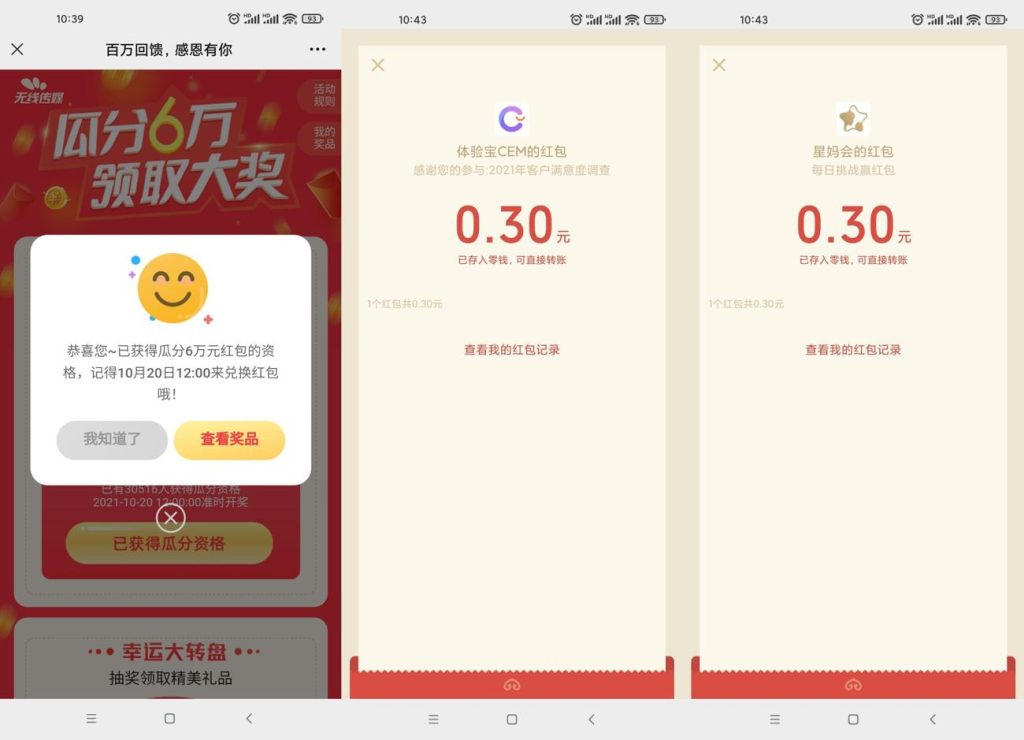 10:39
HD HD 93
百万回馈，感恩有你
无线传媒
活动
规则
瓜分6万
领取大奖
我的
奖品
恭喜您~已获得瓜分6万元红包的资
格，记得10月20日12:00来兑换红包
哦！
我知道了
查看奖品
已有30516人获得瓜分资格
2021-10-20 12:00:00准时开奖
已获得瓜分资格
幸运大转盘
抽奖领取精美礼品
10:43
HD HD 93
体验宝CEM的红包
感谢您的参与:2021年客户满意度调查
0.30元
已存入零钱，可直接转账
1个红包共0.30元
查看我的红包记录
10:43
HD HD 93
星妈会的红包
每日挑战赢红包
0.30元
已存入零钱，可直接转账
1个红包共0.30元
查看我的红包记录